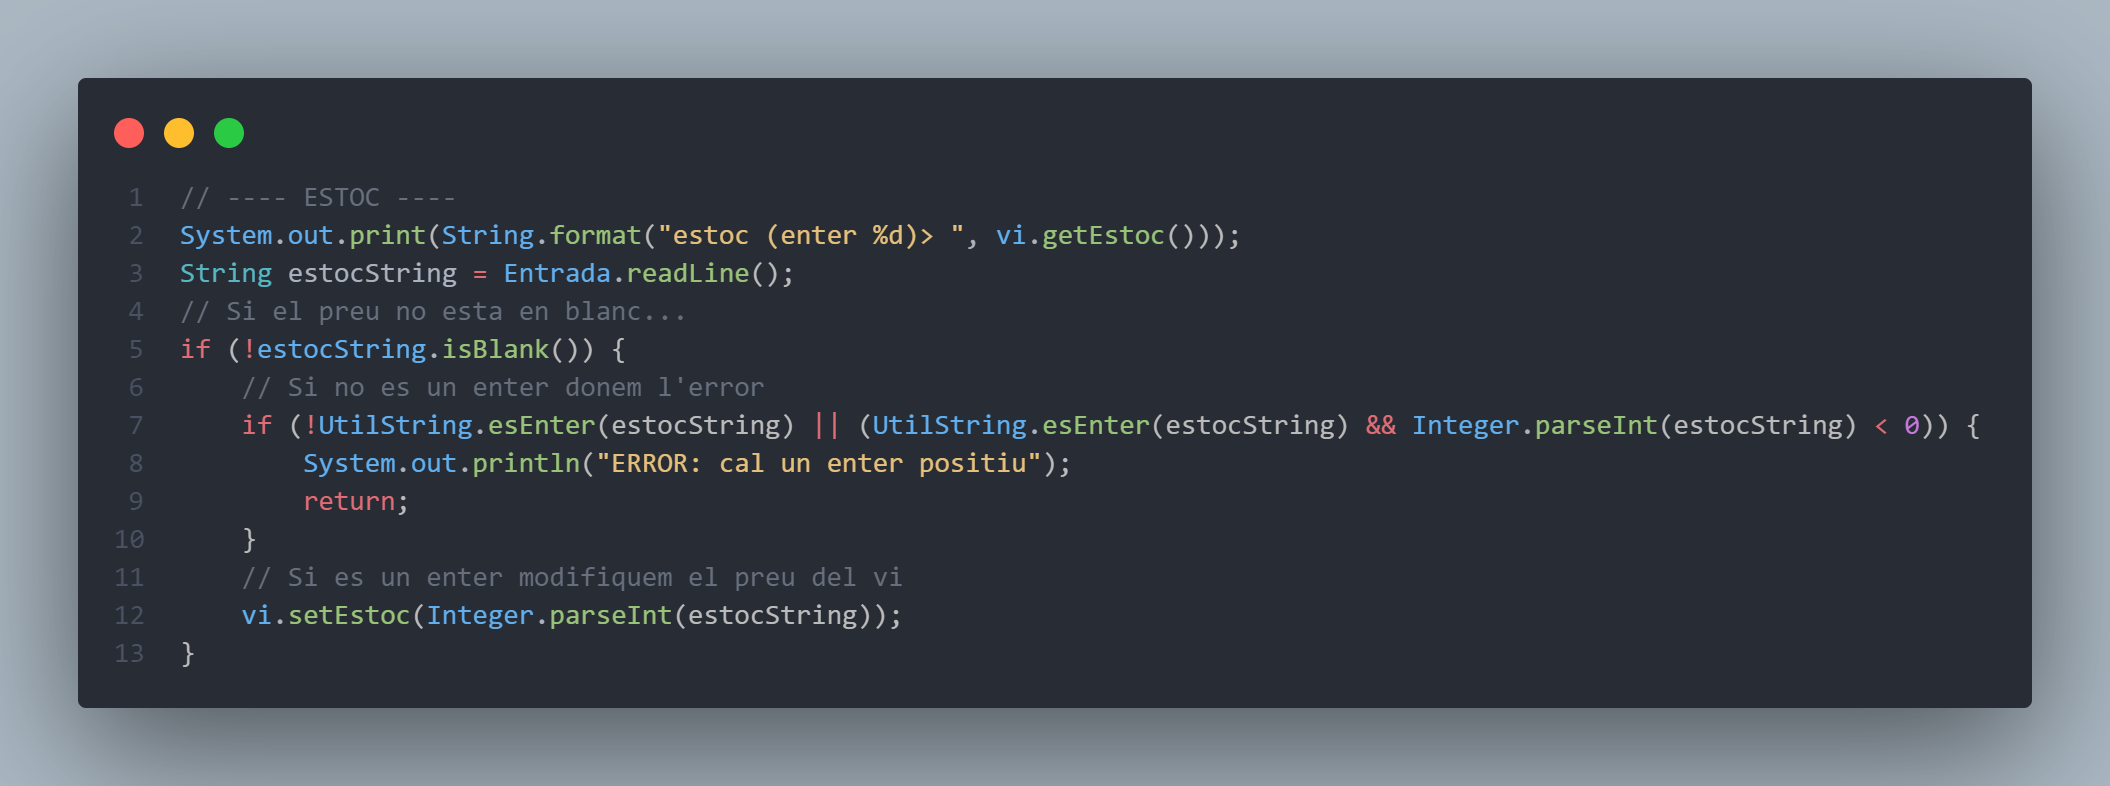 1 // ---- ESTOC ----
2 System.out.print(String.format("estoc (enter %d)> ", vi.getEstoc()));
3 String estocString = Entrada.readLine();
4 // Si el preu no esta en blanc...
5 if (!estocString.isBlank()) {
6     // Si no es un enter donem l'error
7     if (!UtilString.esEnter(estocString) || (UtilString.esEnter(estocString) && Integer.parseInt(estocString) < 0)) {
8         System.out.println("ERROR: cal un enter positiu");
9         return;
10     }
11     // Si es un enter modifiquem el preu del vi
12     vi.setEstoc(Integer.parseInt(estocString));
13 }